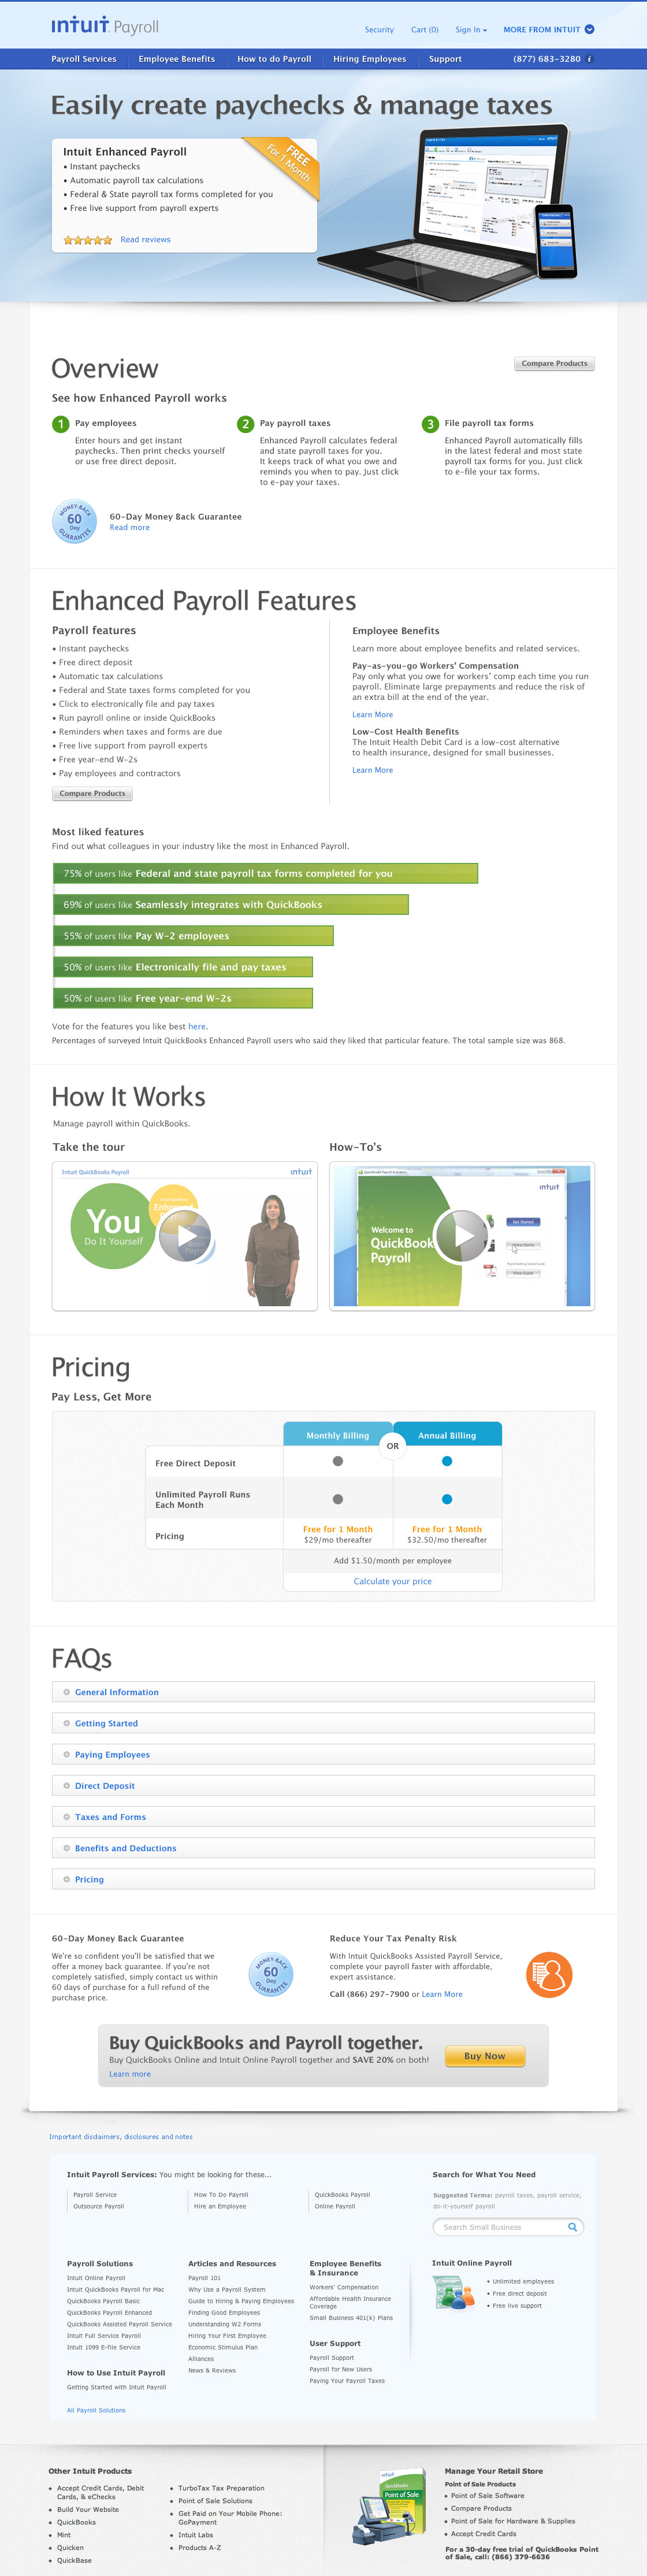 intuit Payroll
Security Cart (0) Sign In MORE FROM INTUIT
Payroll Services Employee Benefits How to do Payroll Hiring Employees Support (877) 683-3280 i
Easily create paychecks & manage taxes
Intuit Enhanced Payroll
• Instant paychecks
• Automatic payroll tax calculations
• Federal & State payroll tax forms completed for you
• Free live support from payroll experts
FREE
For 1 Month
Read reviews
Overview
Compare Products
See how Enhanced Payroll works
1 Pay employees
Enter hours and get instant
paychecks. Then print checks yourself
or use free direct deposit.
2 Pay payroll taxes
Enhanced Payroll calculates federal
and state payroll taxes for you.
It keeps track of what you owe and
reminds you when to pay. Just click
to e-pay your taxes.
3 File payroll tax forms
Enhanced Payroll automatically fills
in the latest federal and most state
payroll tax forms for you. Just click
to e-file your tax forms.
MONEY-BACK
60
Day
GUARANTEE
60-Day Money Back Guarantee
Read more
Enhanced Payroll Features
Payroll features
• Instant paychecks
• Free direct deposit
• Automatic tax calculations
• Federal and State taxes forms completed for you
• Click to electronically file and pay taxes
• Run payroll online or inside QuickBooks
• Reminders when taxes and forms are due
• Free live support from payroll experts
• Free year-end W-2s
• Pay employees and contractors
Compare Products
Employee Benefits
Learn more about employee benefits and related services.
Pay-as-you-go Workers' Compensation
Pay only what you owe for workers' comp each time you run
payroll. Eliminate large prepayments and reduce the risk of
an extra bill at the end of the year.
Learn More
Low-Cost Health Benefits
The Intuit Health Debit Card is a low-cost alternative
to health insurance, designed for small businesses.
Learn More
Most liked features
Find out what colleagues in your industry like the most in Enhanced Payroll.
75% of users like Federal and state payroll tax forms completed for you
69% of users like Seamlessly integrates with QuickBooks
55% of users like Pay W-2 employees
50% of users like Electronically file and pay taxes
50% of users like Free year-end W-2s
Vote for the features you like best here.
Percentages of surveyed Intuit QuickBooks Enhanced Payroll users who said they liked that particular feature. The total sample size was 868.
How It Works
Manage payroll within QuickBooks.
Take the tour
Intuit QuickBooks Payroll intuit
You
Do It Yourself
How-To's
intuit
Welcome to
QuickBook
Payroll
Pricing
Pay Less, Get More
Monthly Billing OR Annual Billing
Free Direct Deposit
Unlimited Payroll Runs
Each Month
Pricing
Free for 1 Month
$29/mo thereafter
Free for 1 Month
$32.50/mo thereafter
Add $1.50/month per employee
Calculate your price
FAQs
General Information
Getting Started
Paying Employees
Direct Deposit
Taxes and Forms
Benefits and Deductions
Pricing
60-Day Money Back Guarantee
We're so confident you'll be satisfied that we
offer a money back guarantee. If you're not
completely satisfied, simply contact us within
60 days of purchase for a full refund of the
purchase price.
MONEY-BACK
60
Day
GUARANTEE
Reduce Your Tax Penalty Risk
With Intuit QuickBooks Assisted Payroll Service,
complete your payroll faster with affordable,
expert assistance.
Call (866) 297-7900 or Learn More
Buy QuickBooks and Payroll together.
Buy QuickBooks Online and Intuit Online Payroll together and SAVE 20% on both!
Learn more
Buy Now
Important disclaimers, disclosures and notes
Intuit Payroll Services: You might be looking for these...
Payroll Service
Outsource Payroll
How To Do Payroll
Hire an Employee
QuickBooks Payroll
Online Payroll
Search for What You Need
Suggested Terms: payroll taxes, payroll service,
do-it-yourself payroll
Search Small Business
Payroll Solutions
Intuit Online Payroll
Intuit QuickBooks Payroll for Mac
QuickBooks Payroll Basic
QuickBooks Payroll Enhanced
QuickBooks Assisted Payroll Service
Intuit Full Service Payroll
Intuit 1099 E-file Service
How to Use Intuit Payroll
Getting Started with Intuit Payroll
All Payroll Solutions
Articles and Resources
Payroll 101
Why Use a Payroll System
Guide to Hiring & Paying Employees
Finding Good Employees
Understanding W2 Forms
Hiring Your First Employee
Economic Stimulus Plan
Alliances
News & Reviews
Employee Benefits
& Insurance
Workers' Compensation
Affordable Health Insurance
Coverage
Small Business 401(k) Plans
User Support
Payroll Support
Payroll for New Users
Paying Your Payroll Taxes
Intuit Online Payroll
• Unlimited employees
• Free direct deposit
• Free live support
Other Intuit Products
• Accept Credit Cards, Debit
Cards, & eChecks
• Build Your Website
• QuickBooks
• Mint
• Quicken
• QuickBase
• TurboTax Tax Preparation
• Point of Sale Solutions
• Get Paid on Your Mobile Phone:
GoPayment
• Intuit Labs
• Products A-Z
intuit
QuickBooks
Point of Sale
Manage Your Retail Store
Point of Sale Products
• Point of Sale Software
• Compare Products
• Point of Sale for Hardware & Supplies
• Accept Credit Cards
For a 30-day free trial of QuickBooks Point
of Sale, call: (866) 379-6636